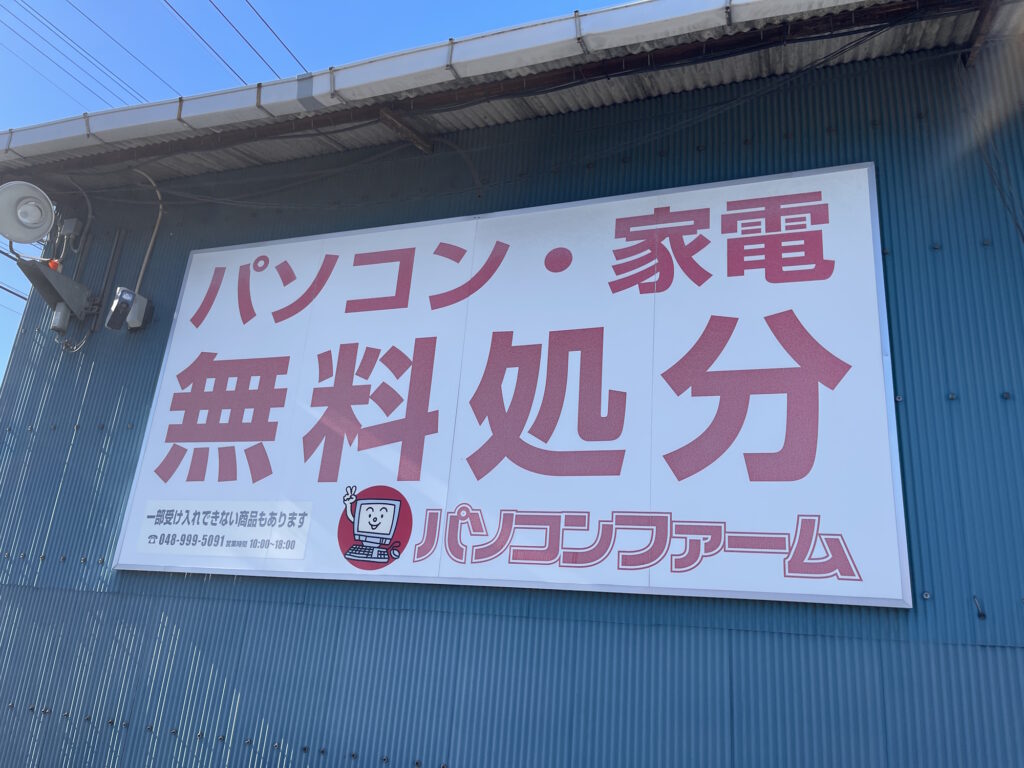 パソコン・家電
無料処分
一部受け入れできない商品もあります
☎048-999-5091 営業時間 10:00~18:00
パソコンファーム